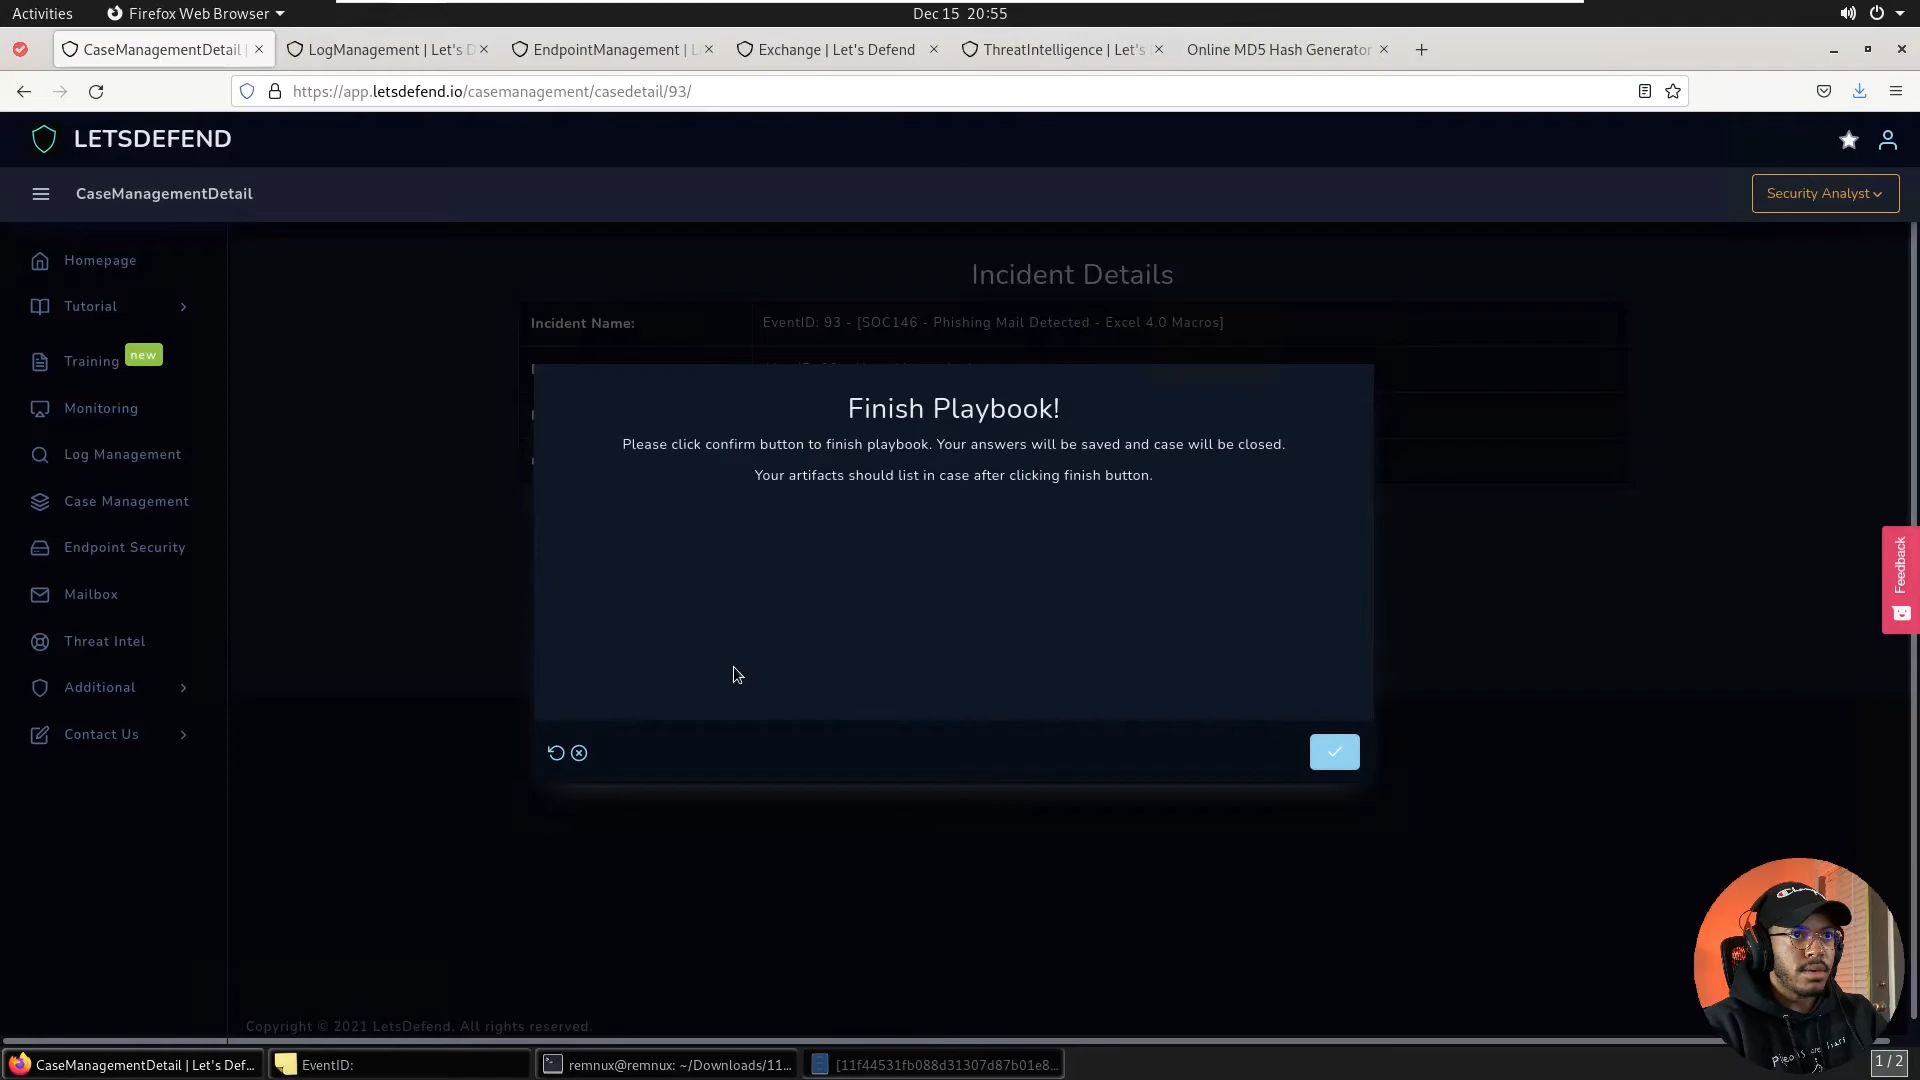 Activities Firefox Web Browser Dec 15 20:55
CaseManagementDetail | LogManagement | Let's D EndpointManagement | L Exchange | Let's Defend ThreatIntelligence | Let's Online MD5 Hash Generator
https://app.letsdefend.io/casemanagement/casedetail/93/
LETSDEFEND
CaseManagementDetail
Security Analyst
Homepage
Tutorial
Training new
Monitoring
Log Management
Case Management
Endpoint Security
Mailbox
Threat Intel
Additional
Contact Us
Incident Details
Incident Name: EventID: 93 - [SOC146 - Phishing Mail Detected - Excel 4.0 Macros]
Finish Playbook!
Please click confirm button to finish playbook. Your answers will be saved and case will be closed.
Your artifacts should list in case after clicking finish button.
Feedback
Copyright © 2021 LetsDefend, All rights reserved.
CaseManagementDetail | Let's Def... EventID: remnux@remnux: ~/Downloads/11... [11f44531fb088d31307d87b01e8... 1 / 2